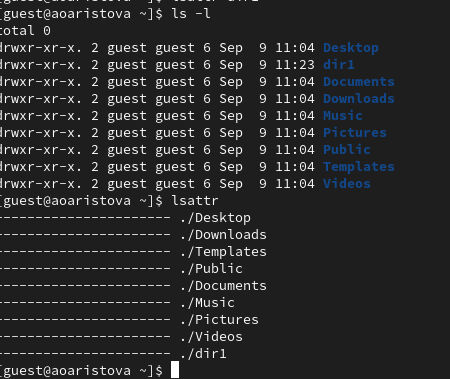 [guest@aoaristova ~]$ ls -l
total 0
drwxr-xr-x. 2 guest guest 6 Sep  9 11:04 Desktop
drwxr-xr-x. 2 guest guest 6 Sep  9 11:23 dir1
drwxr-xr-x. 2 guest guest 6 Sep  9 11:04 Documents
drwxr-xr-x. 2 guest guest 6 Sep  9 11:04 Downloads
drwxr-xr-x. 2 guest guest 6 Sep  9 11:04 Music
drwxr-xr-x. 2 guest guest 6 Sep  9 11:04 Pictures
drwxr-xr-x. 2 guest guest 6 Sep  9 11:04 Public
drwxr-xr-x. 2 guest guest 6 Sep  9 11:04 Templates
drwxr-xr-x. 2 guest guest 6 Sep  9 11:04 Videos
[guest@aoaristova ~]$ lsattr
---------------------- ./Desktop
---------------------- ./Downloads
---------------------- ./Templates
---------------------- ./Public
---------------------- ./Documents
---------------------- ./Music
---------------------- ./Pictures
---------------------- ./Videos
---------------------- ./dir1
[guest@aoaristova ~]$